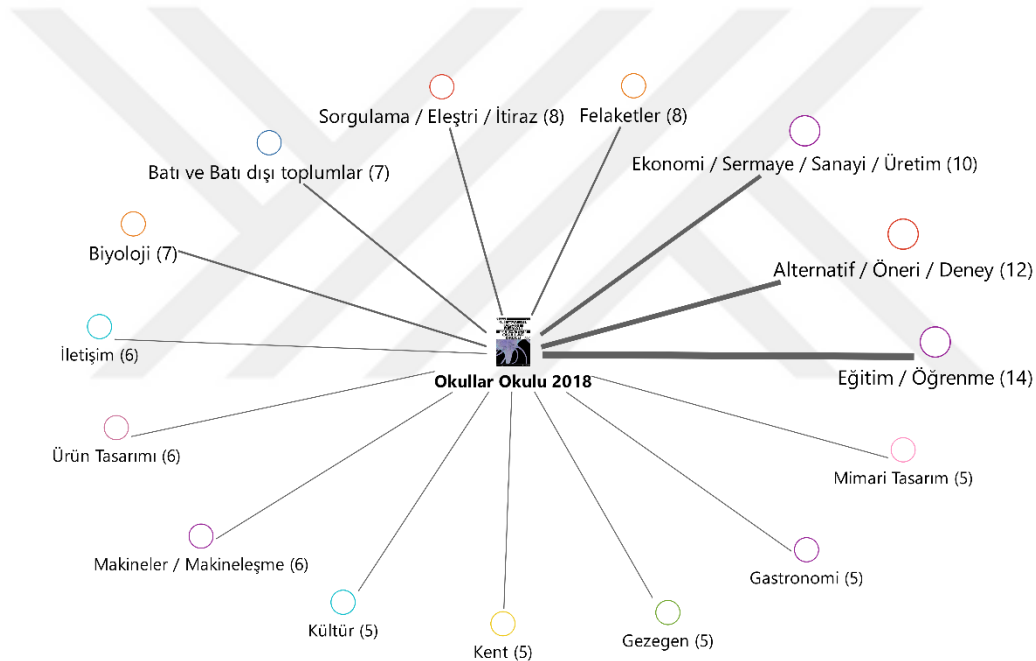 Sorgulama / Eleştri / İtiraz (8)
Felaketler (8)
Batı ve Batı dışı toplumlar (7)
Ekonomi / Sermaye / Sanayi / Üretim (10)
Biyoloji (7)
Alternatif / Öneri / Deney (12)
İletişim (6)
Okullar Okulu 2018
Eğitim / Öğrenme (14)
Ürün Tasarımı (6)
Mimari Tasarım (5)
Makineler / Makineleşme (6)
Gastronomi (5)
Kültür (5)
Kent (5)
Gezegen (5)